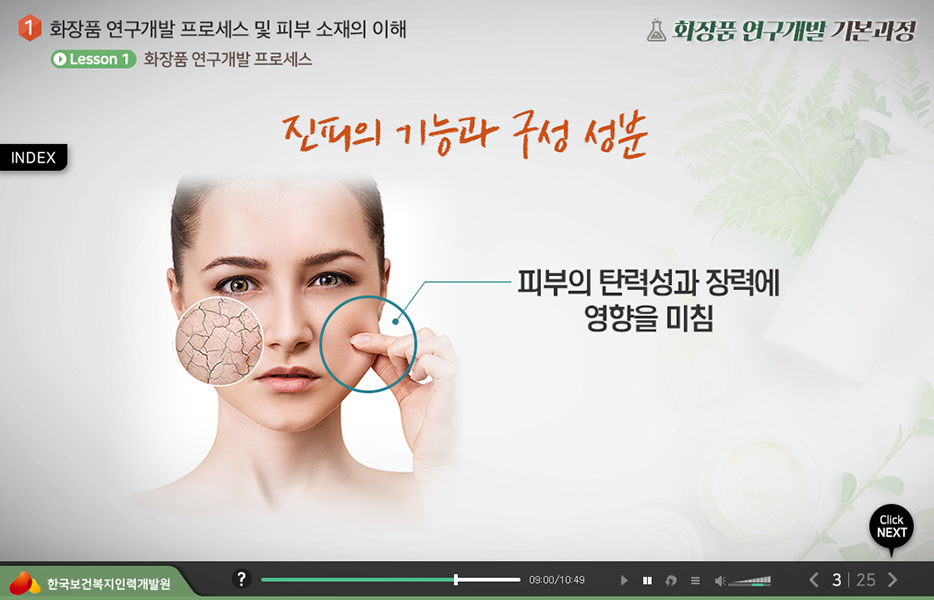 1 화장품 연구개발 프로세스 및 피부 소재의 이해
화장품 연구개발 기본과정
Lesson 1 화장품 연구개발 프로세스
진피의 기능과 구성 성분
INDEX
피부의 탄력성과 장력에
영향을 미침
Click
NEXT
한국보건복지인력개발원
?
09:00/10:49
3 | 25